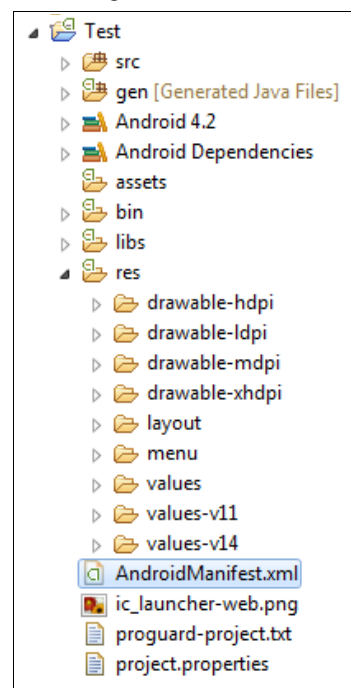 Test
src
gen [Generated Java Files]
Android 4.2
Android Dependencies
assets
bin
libs
res
drawable-hdpi
drawable-ldpi
drawable-mdpi
drawable-xhdpi
layout
menu
values
values-v11
values-v14
AndroidManifest.xml
ic_launcher-web.png
proguard-project.txt
project.properties